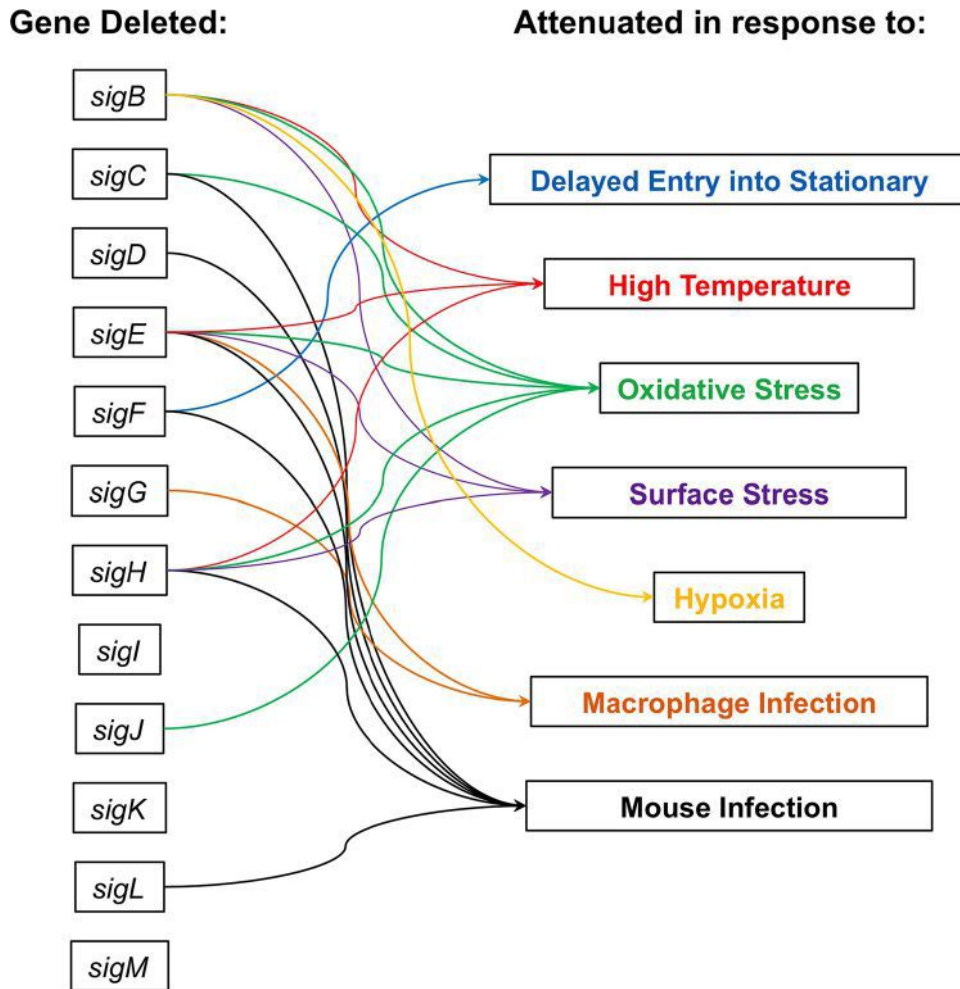 Gene Deleted:
Attenuated in response to:
sigB
sigC
sigD
sigE
sigF
sigG
sigH
sigI
sigJ
sigK
sigL
sigM
Delayed Entry into Stationary
High Temperature
Oxidative Stress
Surface Stress
Hypoxia
Macrophage Infection
Mouse Infection